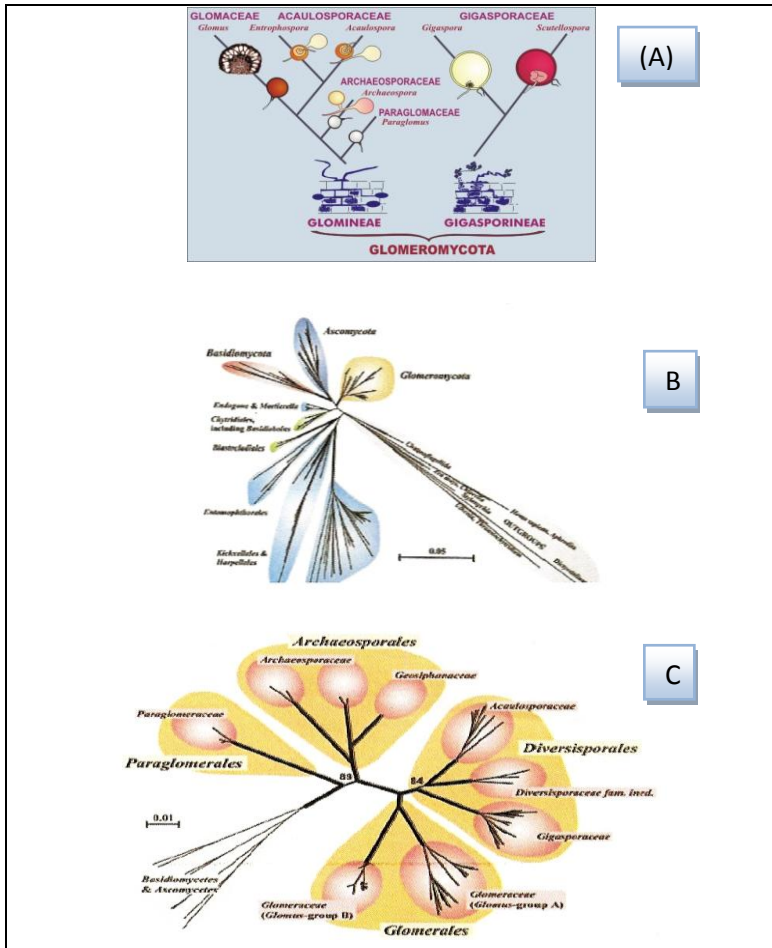 GLOMACEAE ACAULOSPORACEAE GIGASPORACEAE
Glomus Entrophospora Acaulospora Gigaspora Scutellospora
ARCHAEOSPORACEAE
Archaeospora
PARAGLOMACEAE
Paraglomus
GLOMINEAE GIGASPORINEAE
GLOMEROMYCOTA
(A)
Ascomycota
Basidiomycota
Glomeromycota
Endogone & Mortierella
Chytridiales,
including Basidiobolus
Blastocladiales
Entomophthorales
Kickxellales &
Harpellales
Homo sapiens,
OUTGROUPS
0.05
B
Archaeosporales
Archaeosporaceae
Geosiphonaceae
Paraglomeraceae
Paraglomerales
Acaulosporaceae
Diversisporales
Diversisporaceae fam. ined.
Gigasporaceae
89
84
0.01
Basidiomycetes
& Ascomycetes
Glomeraceae
(Glomus-group B)
Glomeraceae
(Glomus-group A)
Glomerales
C